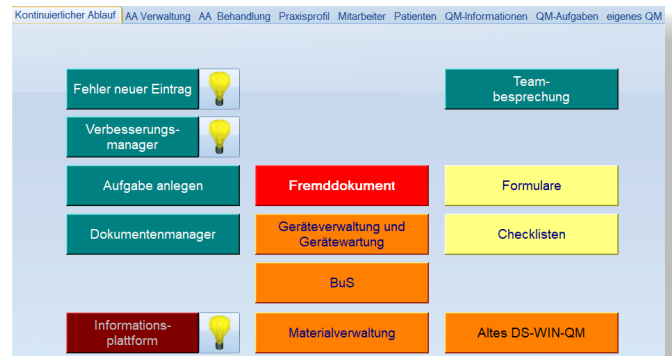 Kontinuierlicher Ablauf AA Verwaltung AA Behandlung Praxisprofil Mitarbeiter Patienten QM-Informationen QM-Aufgaben eigenes QM
Fehler neuer Eintrag
Team-
besprechung
Verbesserungs-
manager
Aufgabe anlegen
Fremddokument
Formulare
Dokumentenmanager
Geräteverwaltung und
Gerätewartung
Checklisten
BuS
Informations-
plattform
Materialverwaltung
Altes DS-WIN-QM